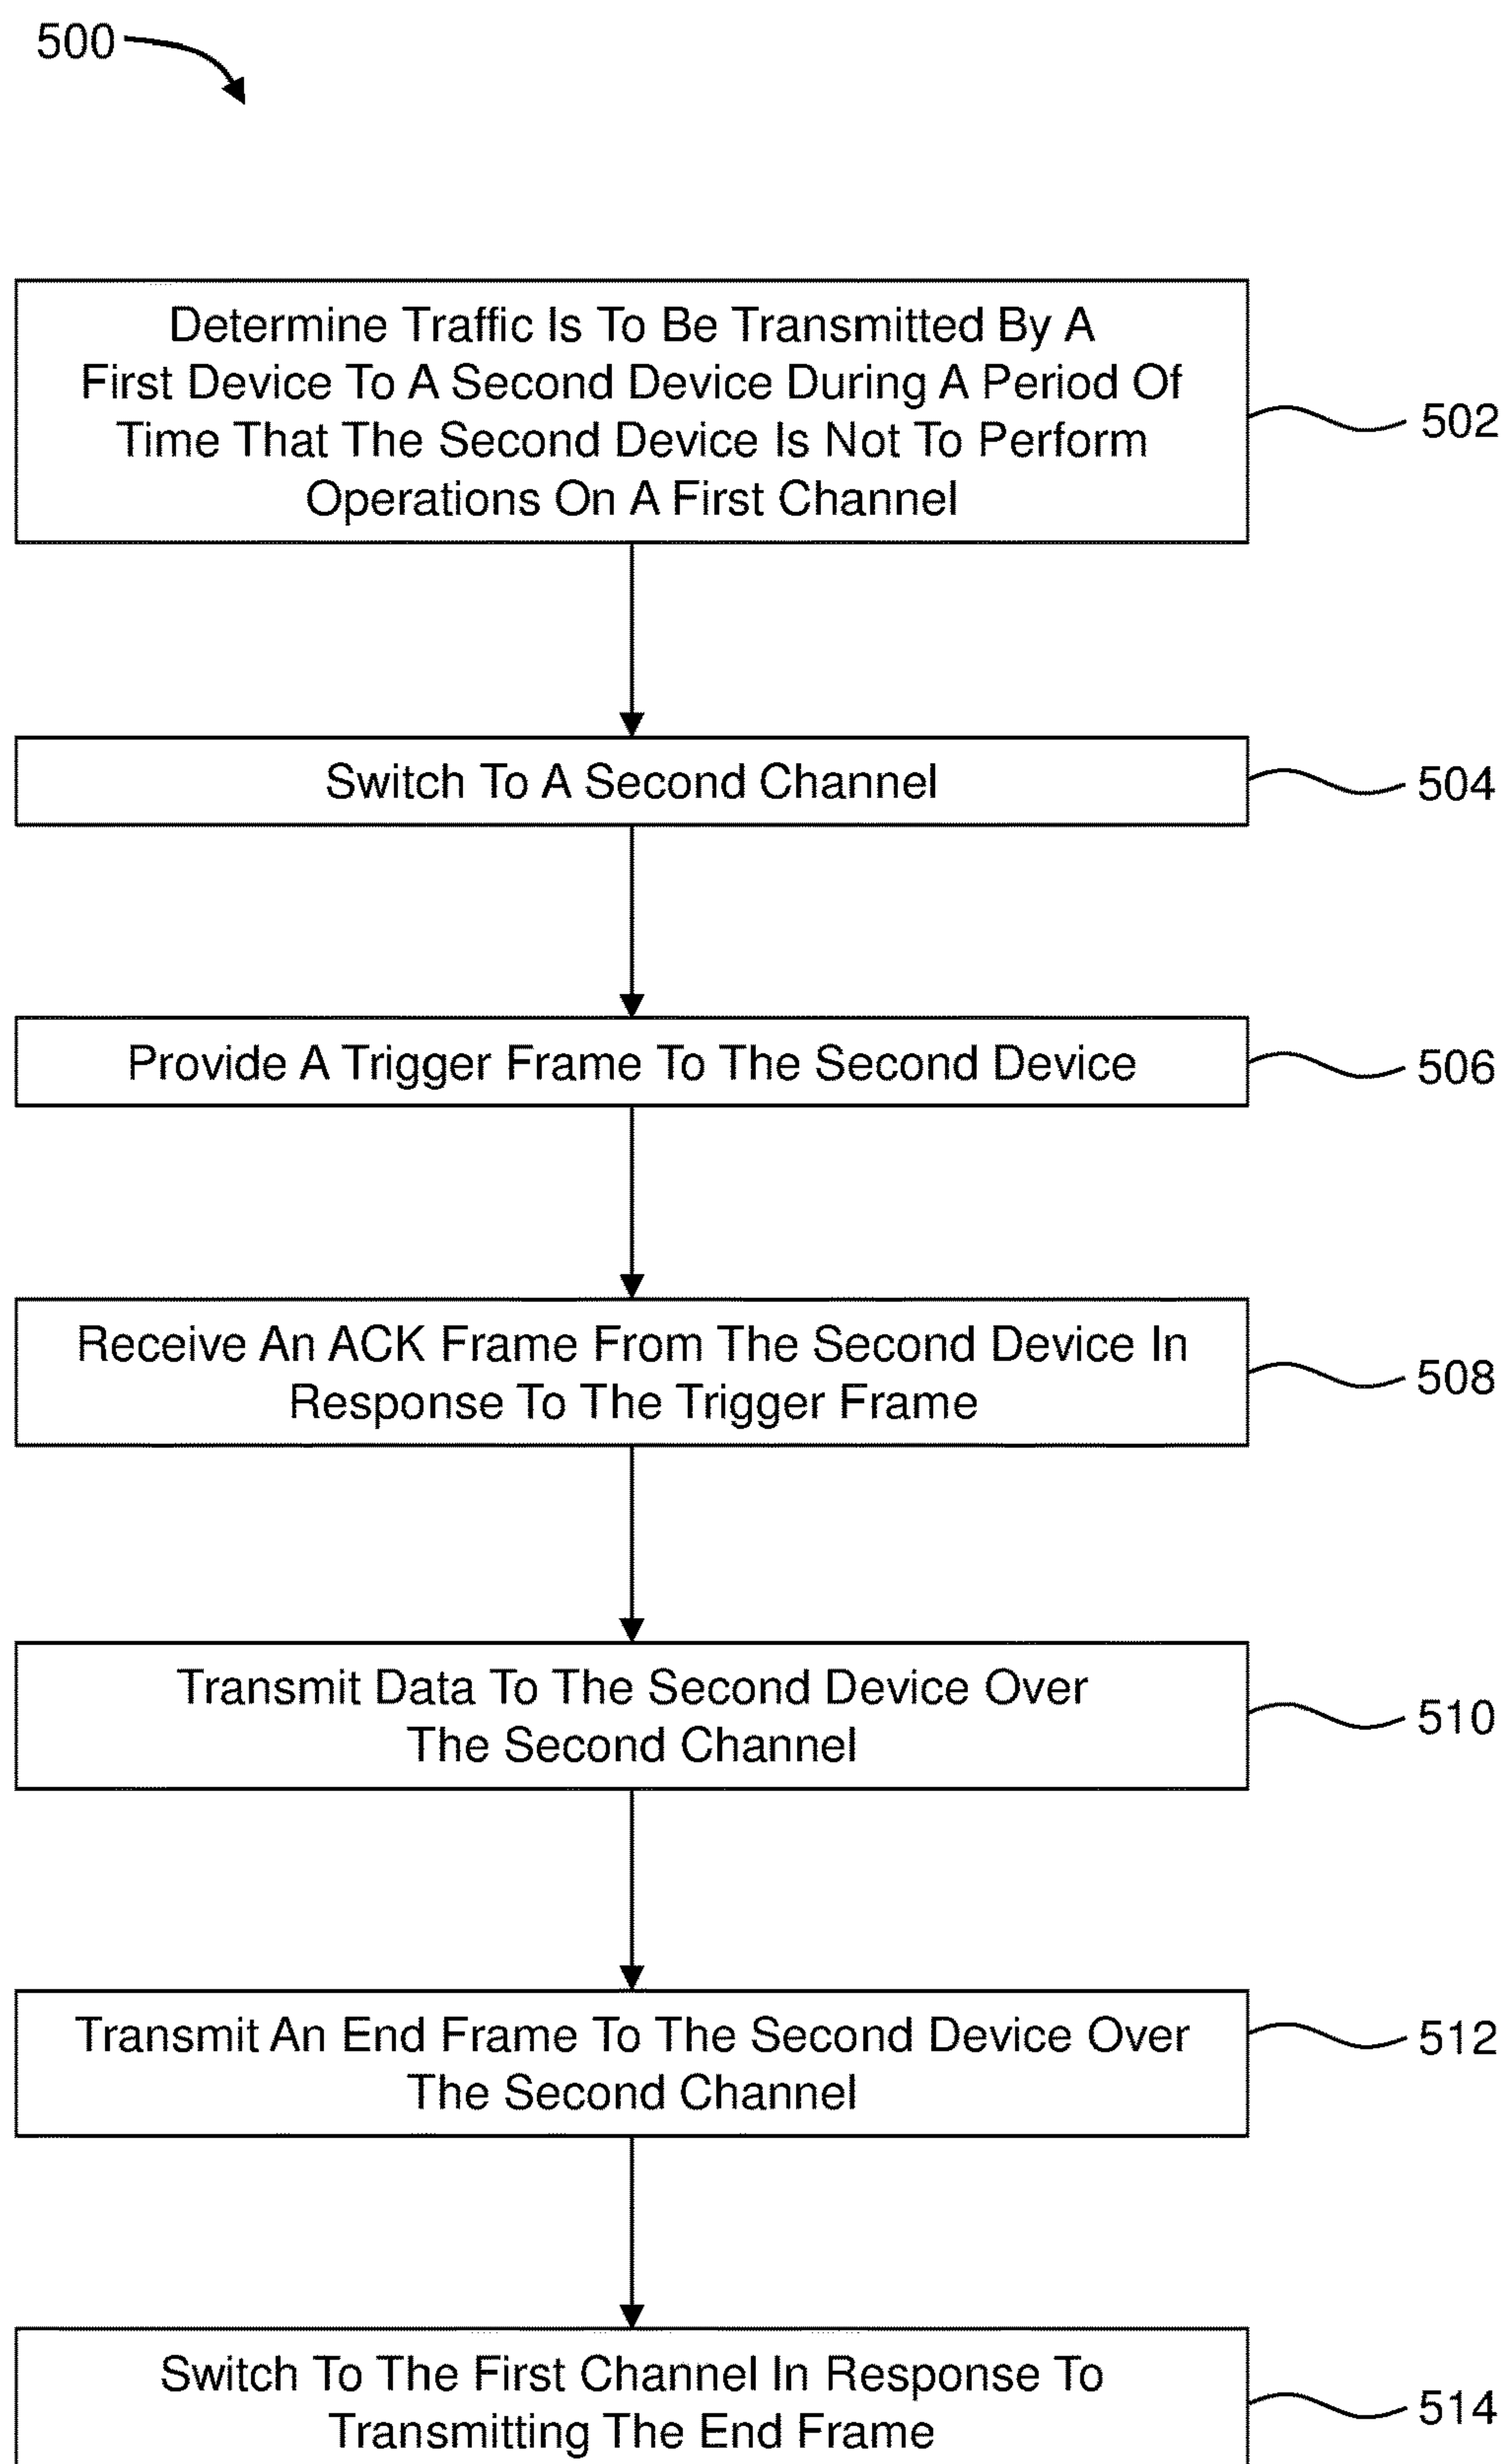 500
Determine Traffic Is To Be Transmitted By A
First Device To A Second Device During A Period Of
Time That The Second Device Is Not To Perform
Operations On A First Channel
502
Switch To A Second Channel
504
Provide A Trigger Frame To The Second Device
506
Receive An ACK Frame From The Second Device In
Response To The Trigger Frame
508
Transmit Data To The Second Device Over
The Second Channel
510
Transmit An End Frame To The Second Device Over
The Second Channel
512
Switch To The First Channel In Response To
Transmitting The End Frame
514